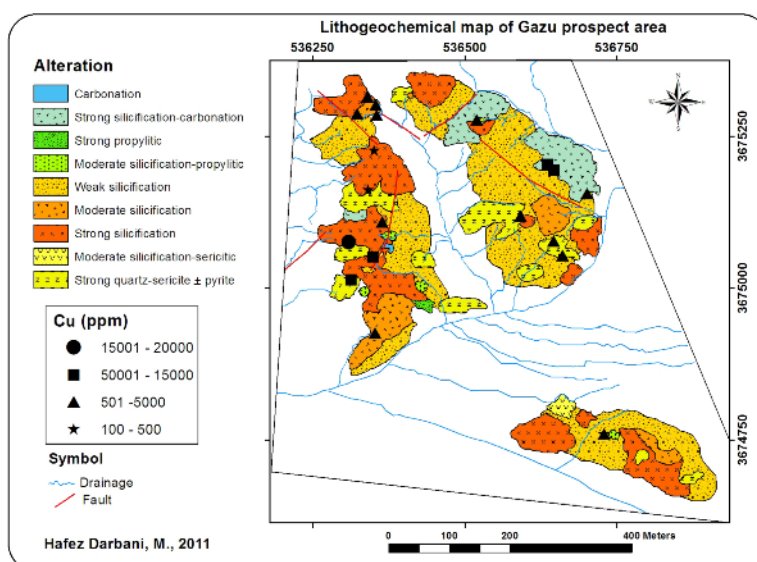 Lithogeochemical map of Gazu prospect area
536250 536500 536750
Alteration
Carbonation
Strong silicification-carbonation
Strong propylitic
Moderate silicification-propylitic
Weak silicification
Moderate silicification
Strong silicification
Moderate silicification-sericitic
Strong quartz-sericite ± pyrite
Cu (ppm)
15001 - 20000
50001 - 15000
501 -5000
100 - 500
Symbol
Drainage
Fault
Hafez Darbani, M., 2011
N
3675250
3675000
3674750
0 100 200 400 Meters